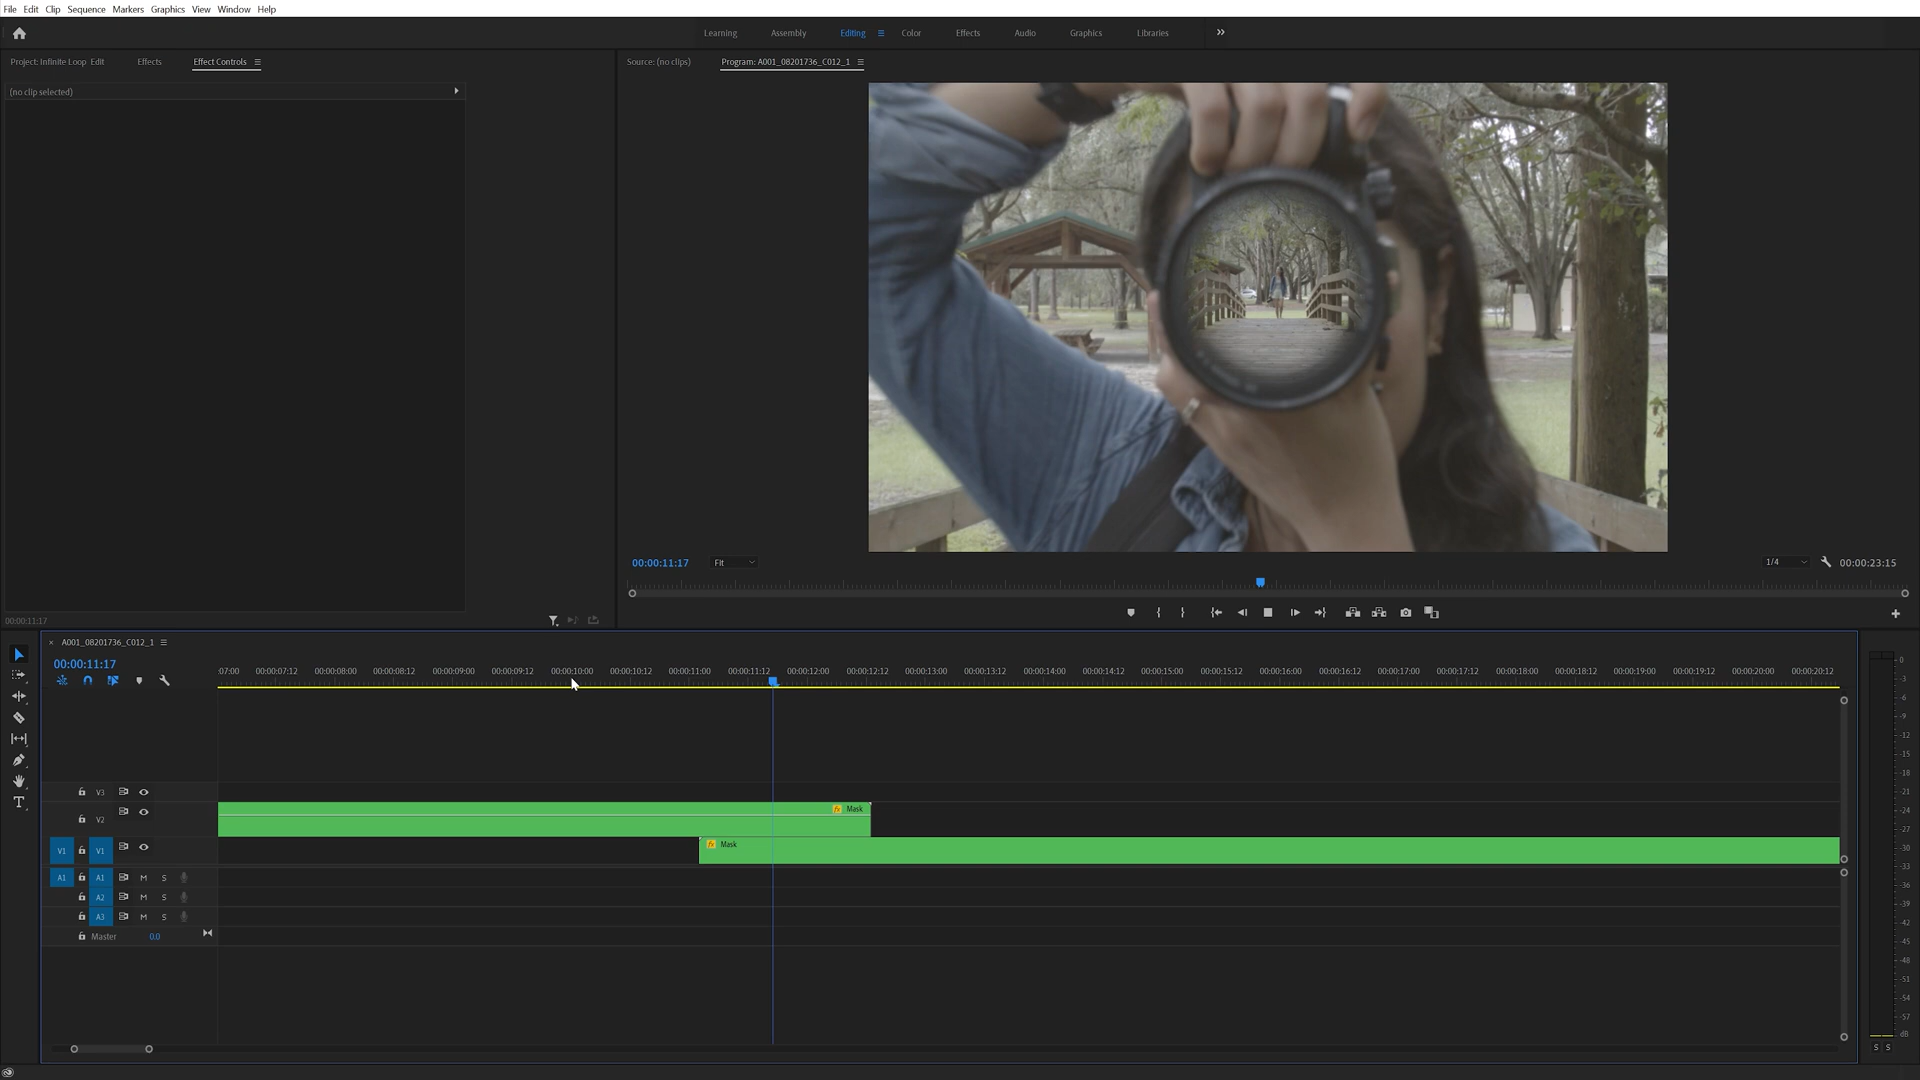 File Edit Clip Sequence Markers Graphics View Window Help
Learning Assembly Editing Color Effects Audio Graphics Libraries
Project: Infinite Loop Edit Effects Effect Controls
Source: (no clips) Program: A001_08201736_C012_1
(no clip selected)
00:00:11:17 Fit 1/4 00:00:23:15
00:00:11:17
A001_08201736_C012_1
00:00:11:17
:07:00 00:00:07:12 00:00:08:00 00:00:08:12 00:00:09:00 00:00:09:12 00:00:10:00 00:00:10:12 00:00:11:00 00:00:11:12 00:00:12:00 00:00:12:12 00:00:13:00 00:00:13:12 00:00:14:00 00:00:14:12 00:00:15:00 00:00:15:12 00:00:16:00 00:00:16:12 00:00:17:00 00:00:17:12 00:00:18:00 00:00:18:12 00:00:19:00 00:00:19:12 00:00:20:00 00:00:20:12
V3
V2 fx Mask
V1 V1 fx Mask
A1 A1 M S
A2 M S
A3 M S
Master 0.0
0
-3
-6
-9
-12
-15
-18
-21
-24
-27
-30
-33
-36
-39
-42
-45
-48
-51
-54
-57
dB
S S